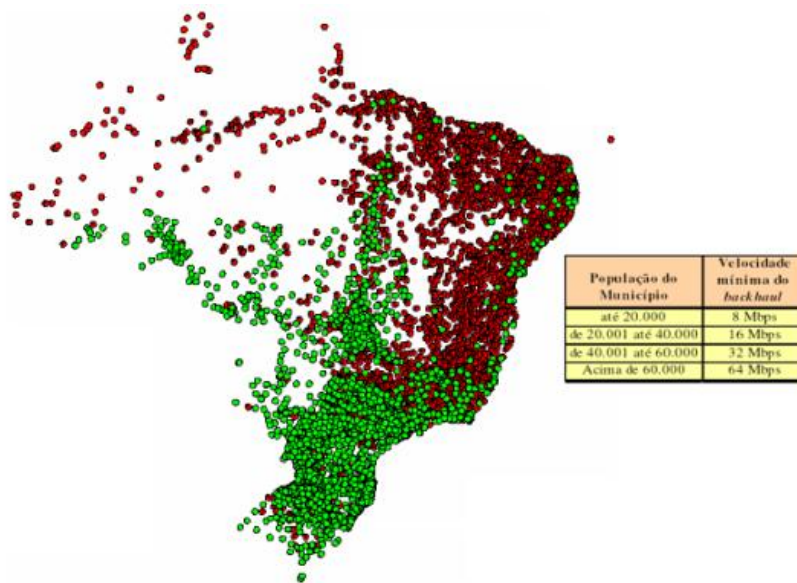 População do
Município
Velocidade
mínima do
backhaul
até 20.000 8 Mbps
de 20.001 até 40.000 16 Mbps
de 40.001 até 60.000 32 Mbps
Acima de 60.000 64 Mbps